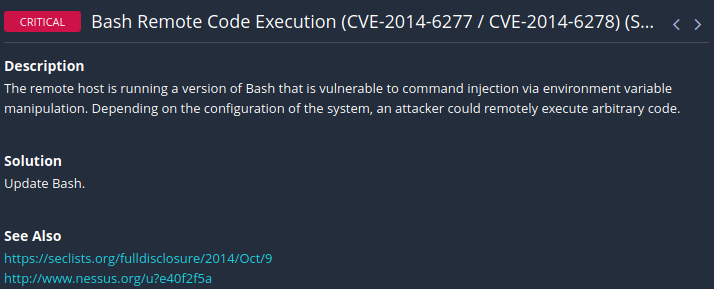 CRITICAL Bash Remote Code Execution (CVE-2014-6277 / CVE-2014-6278) (S...
Description
The remote host is running a version of Bash that is vulnerable to command injection via environment variable
manipulation. Depending on the configuration of the system, an attacker could remotely execute arbitrary code.
Solution
Update Bash.
See Also
https://seclists.org/fulldisclosure/2014/Oct/9
http://www.nessus.org/u?e40f2f5a